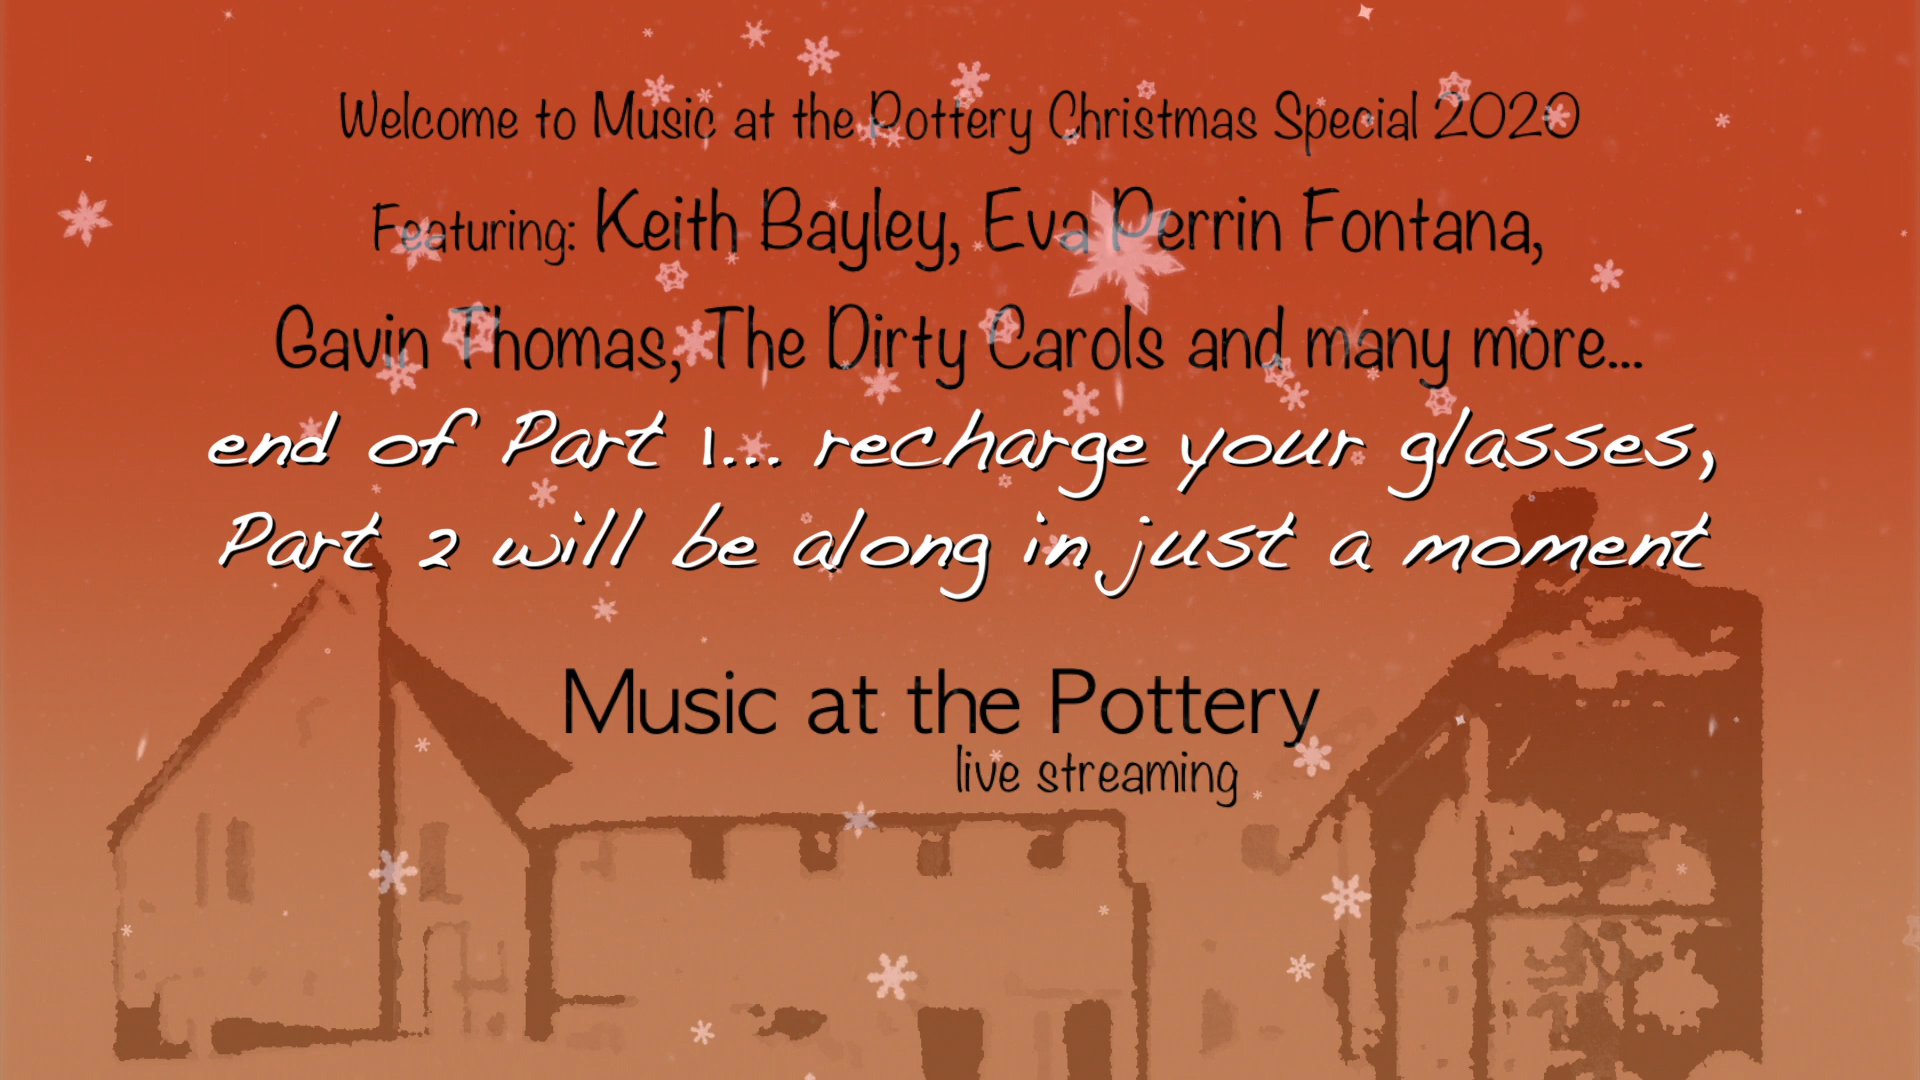 Welcome to Music at the Pottery Christmas Special 2020
Featuring: Keith Bayley, Eva Perrin Fontana,
Gavin Thomas, The Dirty Carols and many more...
end of Part 1... recharge your glasses,
Part 2 will be along in just a moment
Music at the Pottery
live streaming